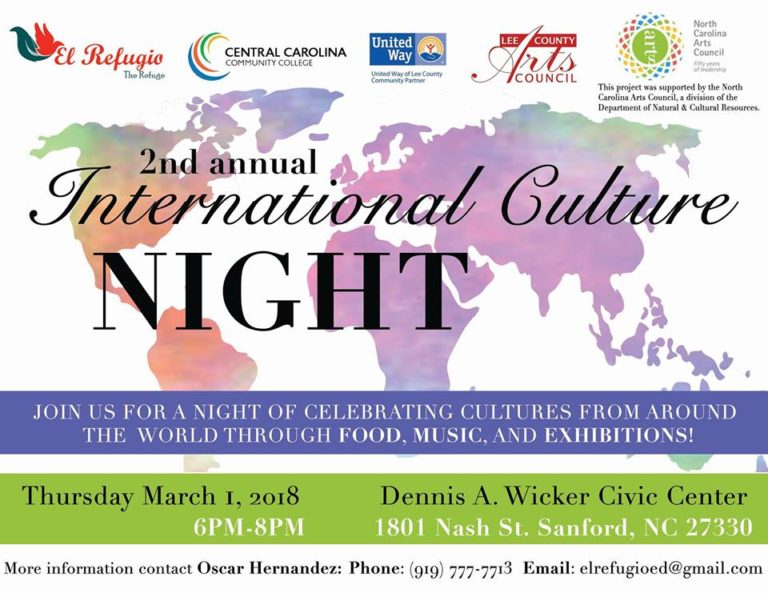 El Refugio
The Refuge
CENTRAL CAROLINA
COMMUNITY COLLEGE
United
Way
United Way of Lee County
Community Partner
LEE COUNTY
Arts
COUNCIL
arts
North
Carolina
Arts
Council
Fifty years
of leadership
This project was supported by the North
Carolina Arts Council, a division of the
Department of Natural & Cultural Resources.
2nd annual
International Culture
NIGHT
JOIN US FOR A NIGHT OF CELEBRATING CULTURES FROM AROUND
THE WORLD THROUGH FOOD, MUSIC, AND EXHIBITIONS!
Thursday March 1, 2018
6PM-8PM
Dennis A. Wicker Civic Center
1801 Nash St. Sanford, NC 27330
More information contact Oscar Hernandez: Phone: (919) 777-7713 Email: elrefugioed@gmail.com